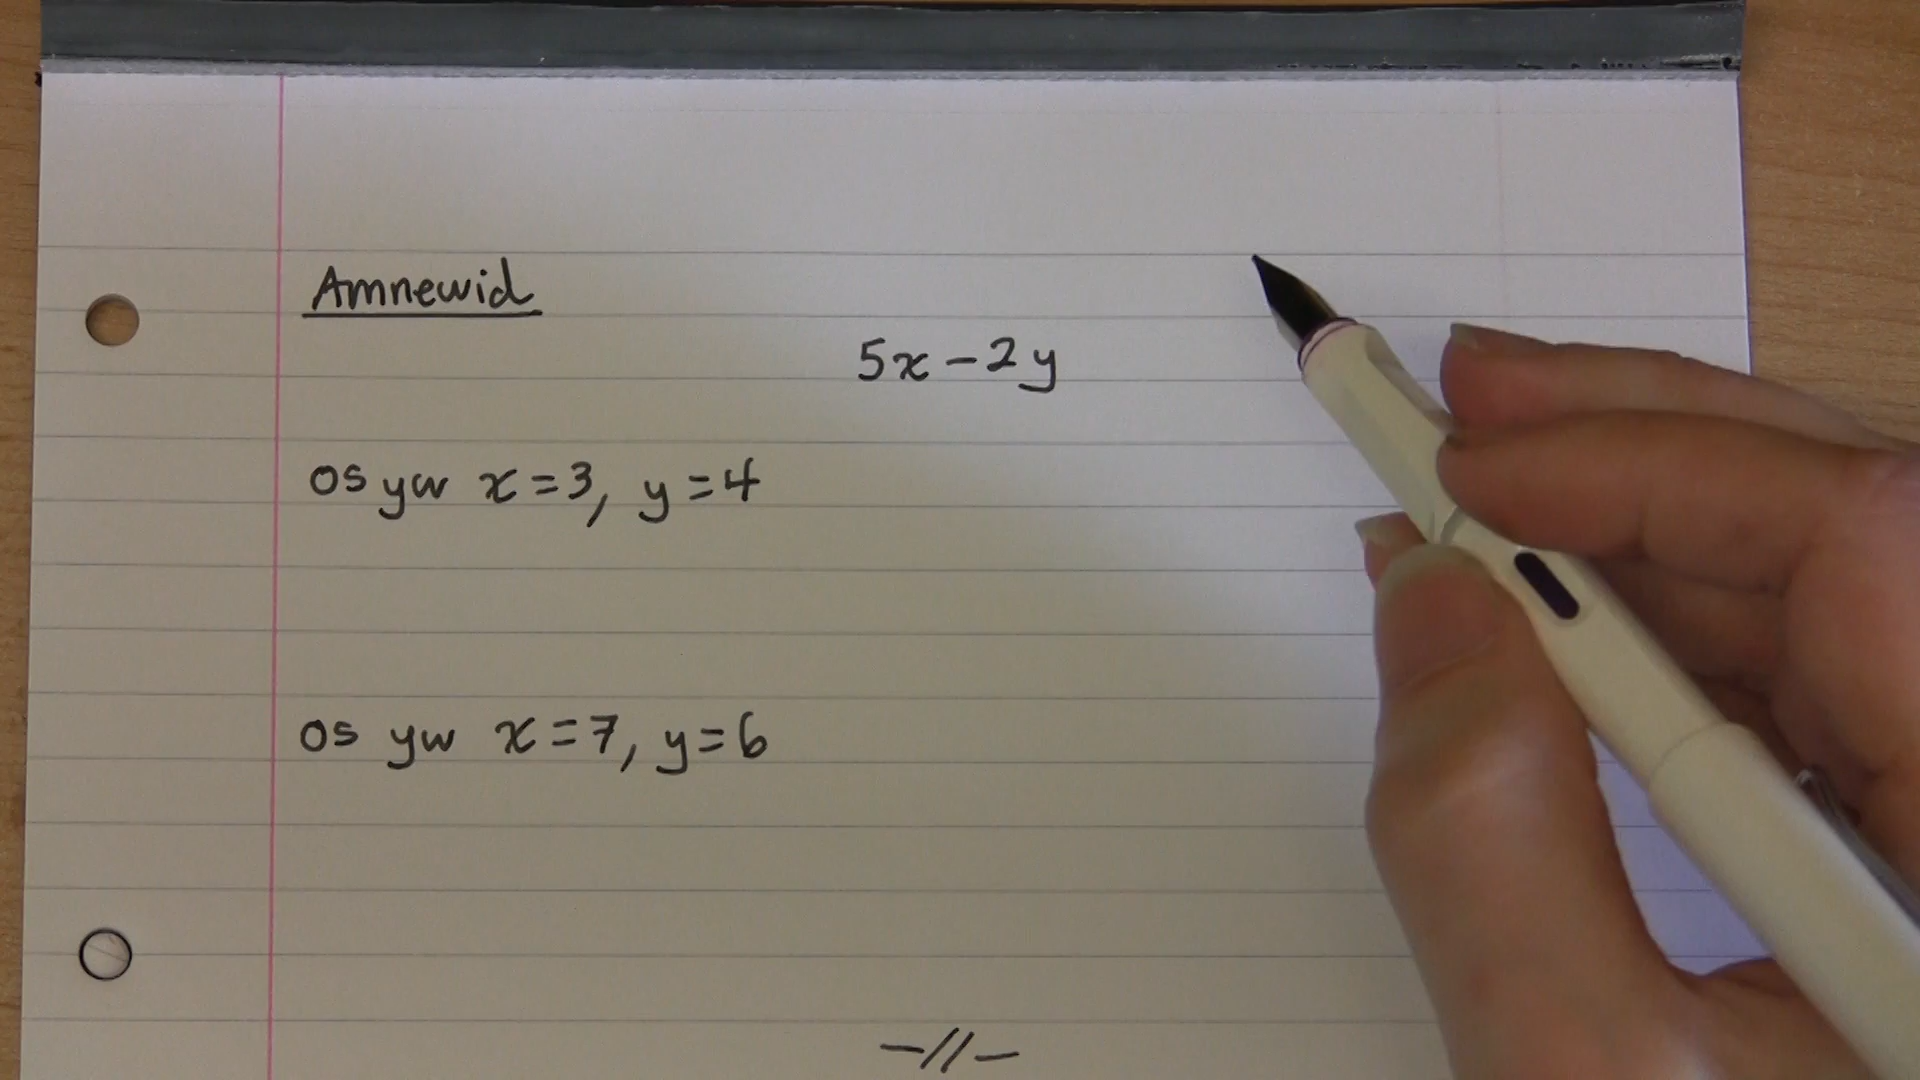 Amnewid
5x - 2y
os yw x = 3, y = 4
os yw x = 7, y = 6
-//-